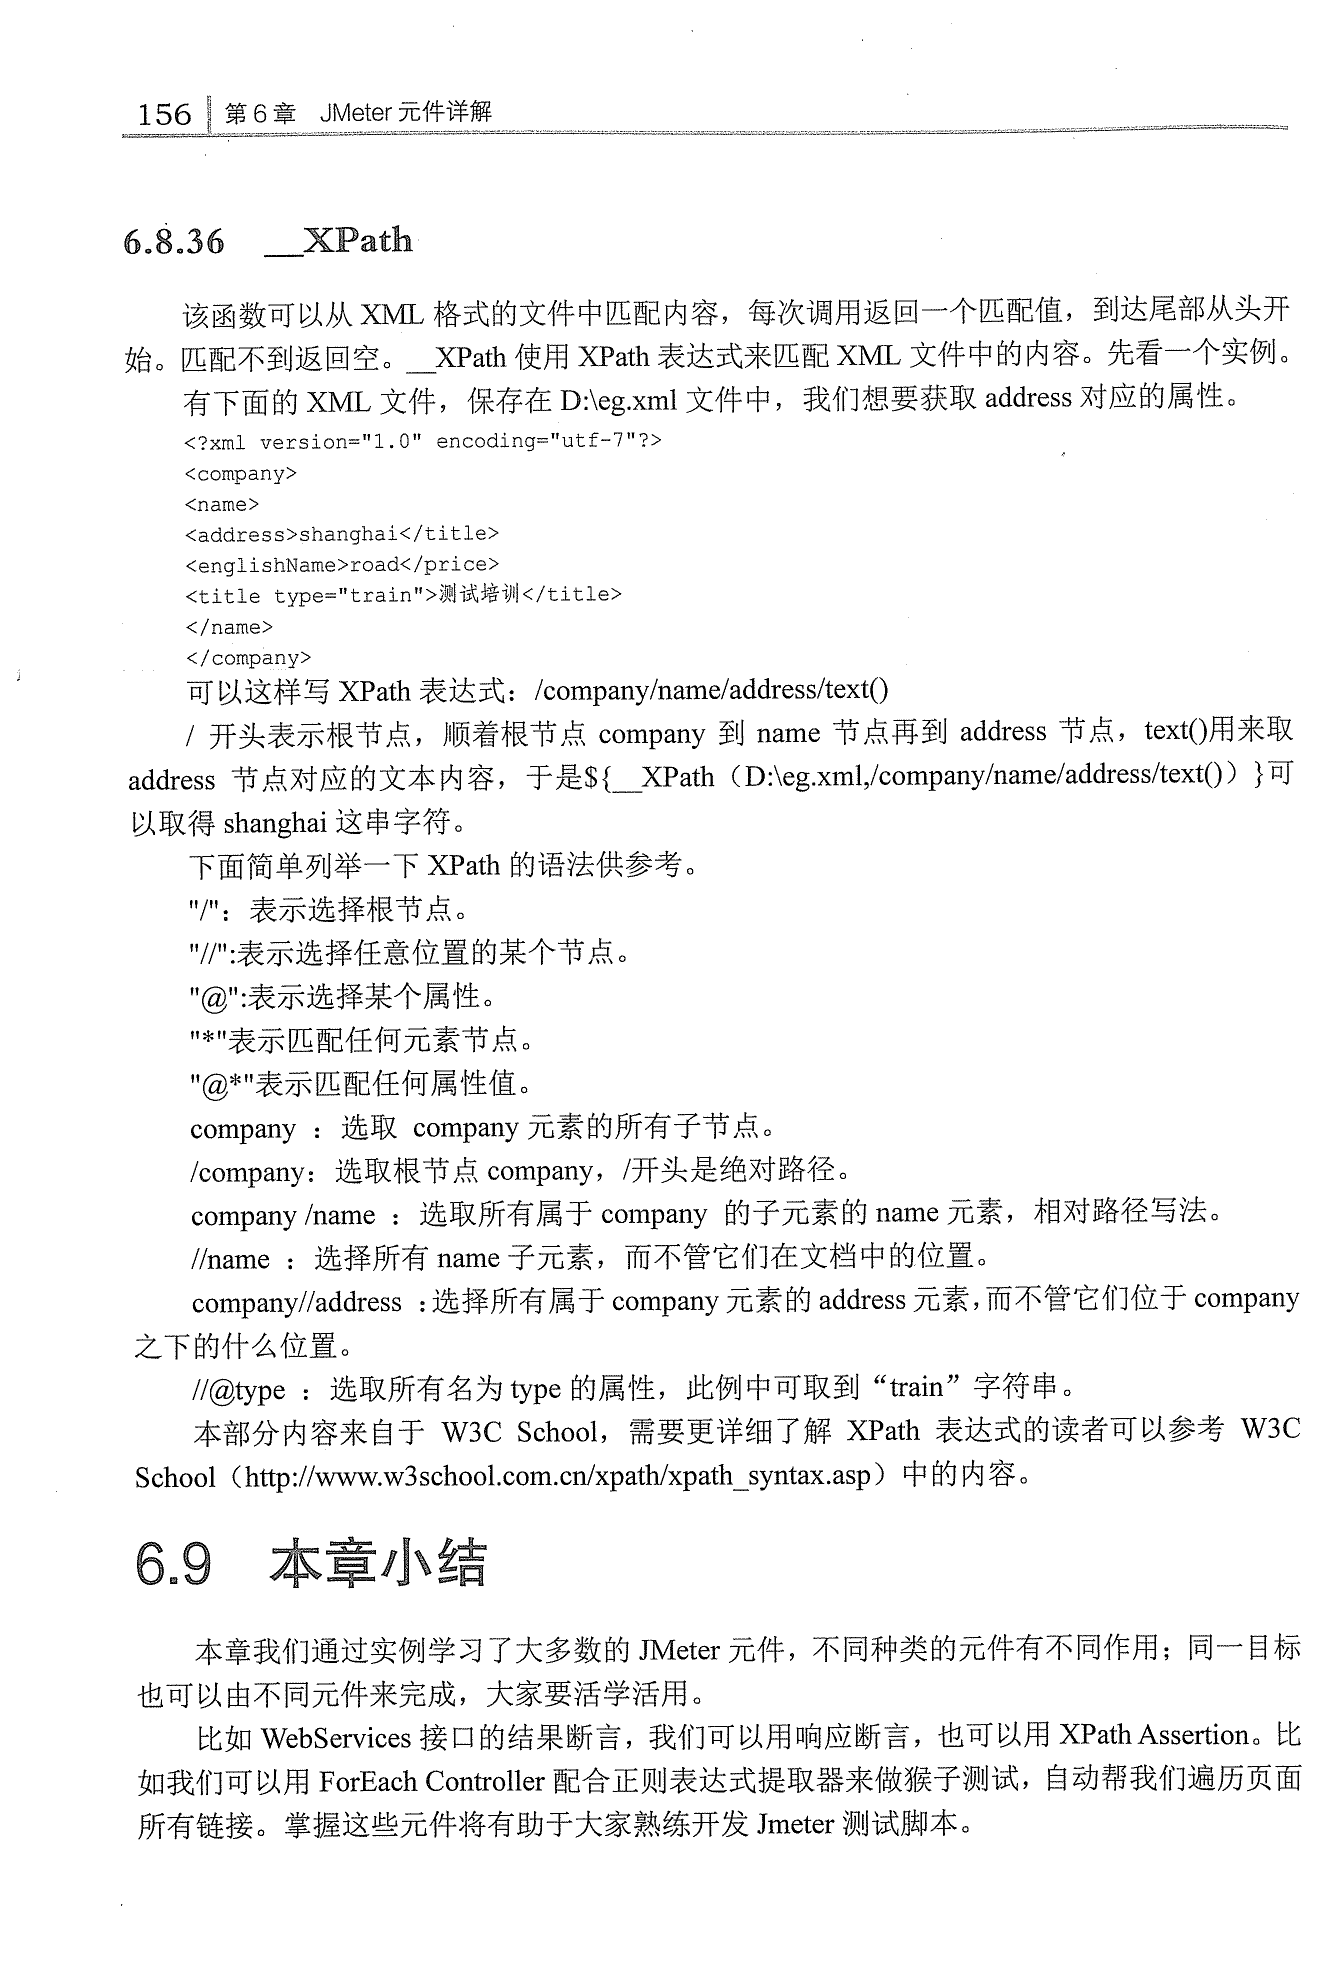 156 第6章 JMeter 元件详解
6.8.36 __XPath
该函数可以从 XML 格式的文件中匹配内容，每次调用返回一个匹配值，到达尾部从头开
始。匹配不到返回空。__XPath 使用 XPath 表达式来匹配 XML 文件中的内容。先看一个实例。
有下面的 XML 文件，保存在 D:\eg.xml 文件中，我们想要获取 address 对应的属性。
<?xml version="1.0" encoding="utf-7"?>
<company>
<name>
<address>shanghai</title>
<englishName>road</price>
<title type="train">测试培训</title>
</name>
</company>
可以这样写 XPath 表达式：/company/name/address/text()
/ 开头表示根节点，顺着根节点 company 到 name 节点再到 address 节点，text()用来取
address 节点对应的文本内容，于是${__XPath（D:\eg.xml,/company/name/address/text()）}可
以取得 shanghai 这串字符。
下面简单列举一下 XPath 的语法供参考。
"/"：表示选择根节点。
"//":表示选择任意位置的某个节点。
"@":表示选择某个属性。
"*"表示匹配任何元素节点。
"@*"表示匹配任何属性值。
company ：选取 company 元素的所有子节点。
/company：选取根节点 company，/开头是绝对路径。
company /name ：选取所有属于 company 的子元素的 name 元素，相对路径写法。
//name ：选择所有 name 子元素，而不管它们在文档中的位置。
company//address ：选择所有属于 company 元素的 address 元素，而不管它们位于 company
之下的什么位置。
//@type ：选取所有名为 type 的属性，此例中可取到“train”字符串。
本部分内容来自于 W3C School，需要更详细了解 XPath 表达式的读者可以参考 W3C
School（http://www.w3school.com.cn/xpath/xpath_syntax.asp）中的内容。
6.9 本章小结
本章我们通过实例学习了大多数的 JMeter 元件，不同种类的元件有不同作用；同一目标
也可以由不同元件来完成，大家要活学活用。
比如 WebServices 接口的结果断言，我们可以用响应断言，也可以用 XPath Assertion。比
如我们可以用 ForEach Controller 配合正则表达式提取器来做猴子测试，自动帮我们遍历页面
所有链接。掌握这些元件将有助于大家熟练开发 Jmeter 测试脚本。